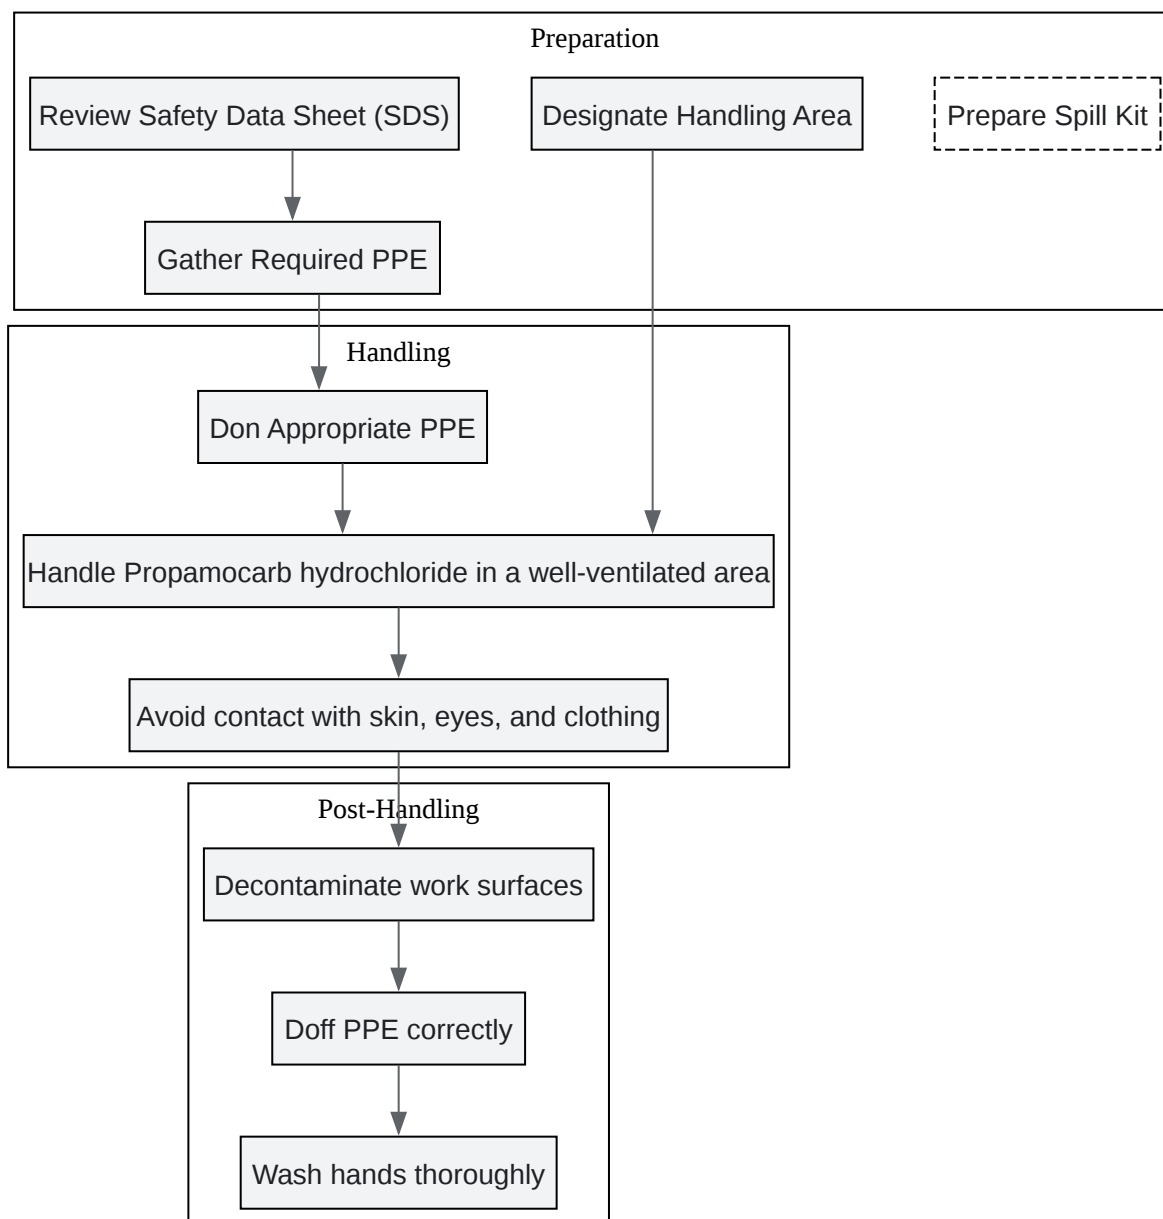 Preparation
Review Safety Data Sheet (SDS)
Designate Handling Area
Prepare Spill Kit
Gather Required PPE
Handling
Don Appropriate PPE
Handle Propamocarb hydrochloride in a well-ventilated area
Avoid contact with skin, eyes, and clothing
Post-Handling
Decontaminate work surfaces
Doff PPE correctly
Wash hands thoroughly